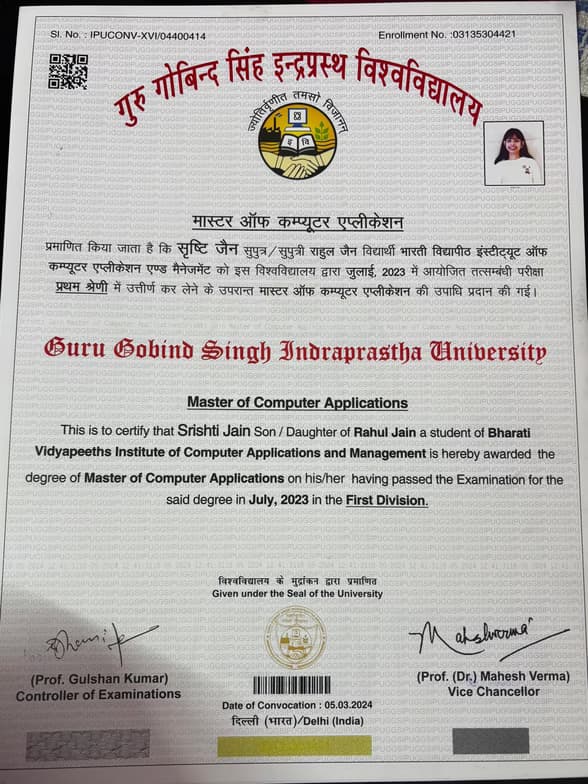 Sl. No. : IPUCONV-XVI/04400414
Enrollment No. :03135304421
गुरु गोबिन्द सिंह इन्द्रप्रस्थ विश्वविद्यालय
ज्योतिर्वृणीत तमसो विजानन
इ वि
मास्टर ऑफ कम्प्यूटर एप्लीकेशन
प्रमाणित किया जाता है कि सृष्टि जैन सुपुत्र/सुपुत्री राहुल जैन विद्यार्थी भारती विद्यापीठ इंस्टीट्यूट ऑफ
कम्प्यूटर एप्लीकेशन एण्ड मैनेजमेंट को इस विश्वविद्यालय द्वारा जुलाई, 2023 में आयोजित तत्सम्बंधी परीक्षा
प्रथम श्रेणी में उत्तीर्ण कर लेने के उपरान्त मास्टर ऑफ कम्प्यूटर एप्लीकेशन की उपाधि प्रदान की गई।
Guru Gobind Singh Indraprastha University
Master of Computer Applications
This is to certify that Srishti Jain Son / Daughter of Rahul Jain a student of Bharati
Vidyapeeths Institute of Computer Applications and Management is hereby awarded the
degree of Master of Computer Applications on his/her having passed the Examination for the
said degree in July, 2023 in the First Division.
विश्वविद्यालय के मुद्रांकन द्वारा प्रमाणित
Given under the Seal of the University
Maheshverma
(Prof. Gulshan Kumar)
Controller of Examinations
(Prof. (Dr.) Mahesh Verma)
Vice Chancellor
Date of Convocation : 05.03.2024
दिल्ली (भारत)/Delhi (India)